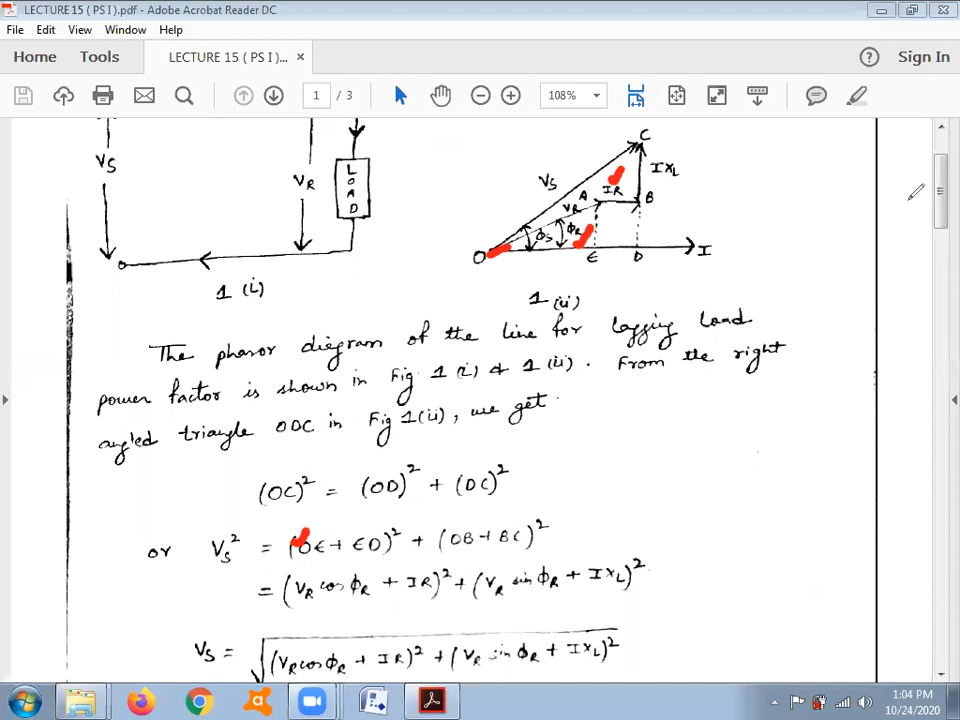 LECTURE 15 ( PS I ).pdf - Adobe Acrobat Reader DC
File Edit View Window Help
Home Tools LECTURE 15 ( PS I )... × Sign In
1 / 3 108%
VS VR LOAD
1 (i)
C
IXL
VS
A IR B
VR
ΦS ΦR
O E D I
1 (ii)
The phasor diagram of the line for lagging load
power factor is shown in Fig 1 (i) & 1 (ii). From the right
angled triangle ODC in Fig 1(ii), we get
(OC)² = (OD)² + (DC)²
or VS² = (OE + ED)² + (DB + BC)²
= (VR cos ΦR + IR)² + (VR sin ΦR + IXL)²
VS = √(VR cos ΦR + IR)² + (VR sin ΦR + IXL)²
1:04 PM
10/24/2020